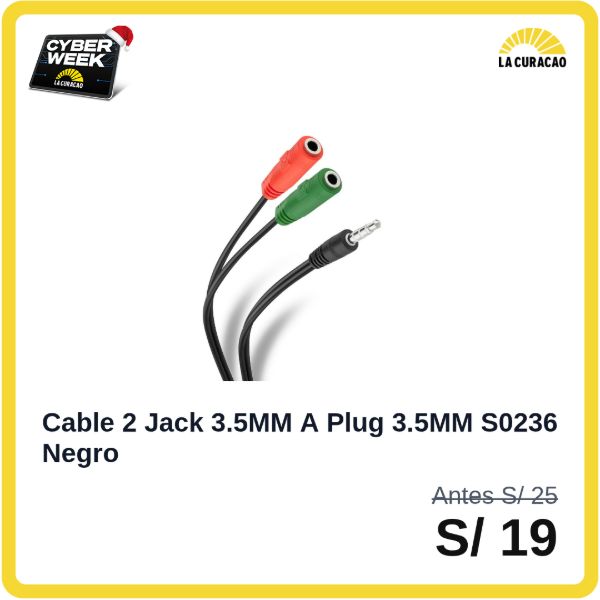 CYBER
WEEK
LA CURACAO
LA CURACAO
Cable 2 Jack 3.5MM A Plug 3.5MM S0236
Negro
Antes S/ 25
S/ 19